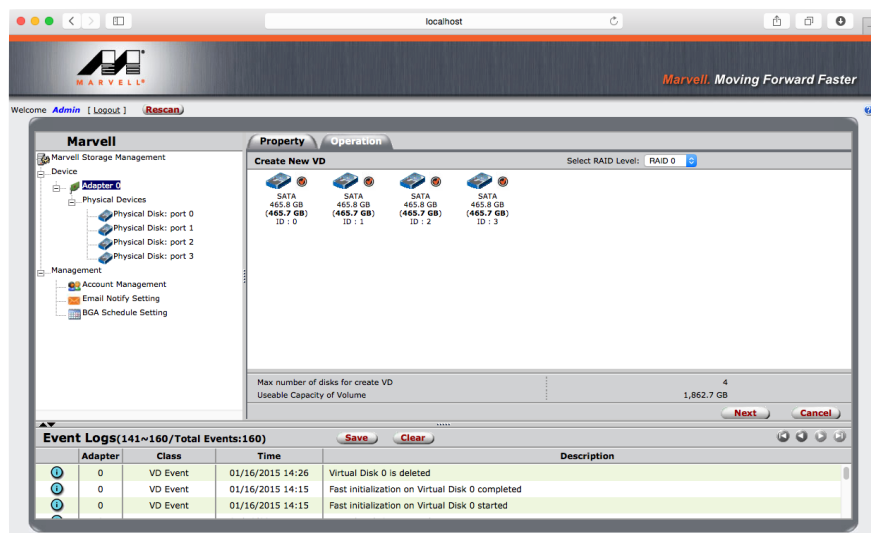 localhost
MARVELL®
Marvell. Moving Forward Faster
Welcome Admin [ Logout ] Rescan
Marvell
Marvell Storage Management
Device
Adapter 0
Physical Devices
Physical Disk: port 0
Physical Disk: port 1
Physical Disk: port 2
Physical Disk: port 3
Management
Account Management
Email Notify Setting
BGA Schedule Setting
Property Operation
Create New VD Select RAID Level: RAID 0
SATA SATA SATA SATA
465.8 GB 465.8 GB 465.8 GB 465.8 GB
(465.7 GB) (465.7 GB) (465.7 GB) (465.7 GB)
ID : 0 ID : 1 ID : 2 ID : 3
Max number of disks for create VD 4
Useable Capacity of Volume 1,862.7 GB
Next Cancel
Event Logs(141~160/Total Events:160) Save Clear
Adapter Class Time Description
0 VD Event 01/16/2015 14:26 Virtual Disk 0 is deleted
0 VD Event 01/16/2015 14:15 Fast initialization on Virtual Disk 0 completed
0 VD Event 01/16/2015 14:15 Fast initialization on Virtual Disk 0 started